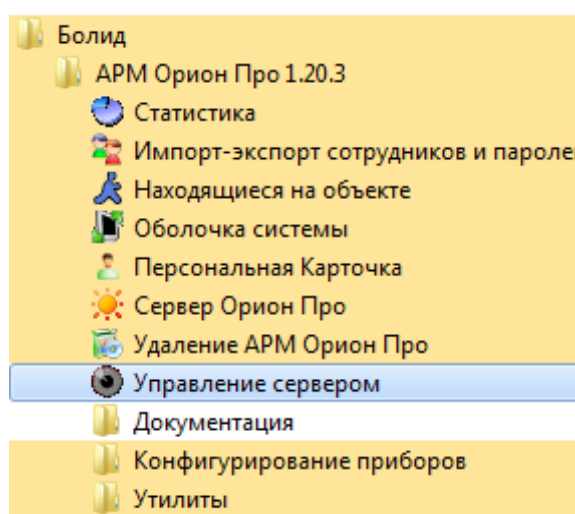 Болид
АРМ Орион Про 1.20.3
Статистика
Импорт-экспорт сотрудников и пароле
Находящиеся на объекте
Оболочка системы
Персональная Карточка
Сервер Орион Про
Удаление АРМ Орион Про
Управление сервером
Документация
Конфигурирование приборов
Утилиты